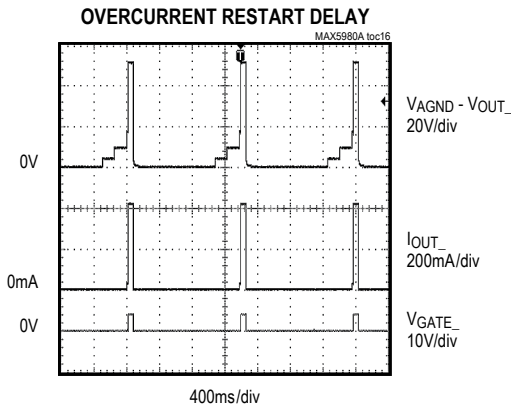 OVERCURRENT RESTART DELAY
MAX5980A toc16
T
VAGND - VOUT_
20V/div
0V
IOUT_
200mA/div
0mA
0V
VGATE_
10V/div
400ms/div